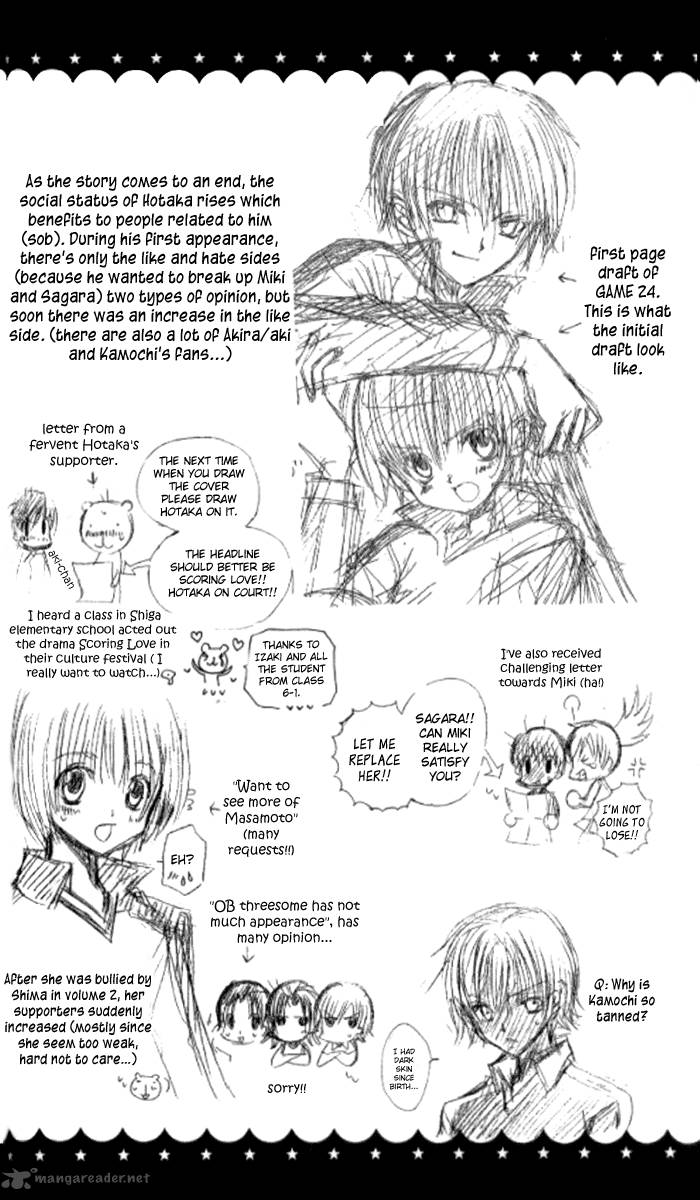 As the story comes to an end, the
social status of Hotaka rises which
benefits to people related to him
(sob). During his first appearance,
there's only the like and hate sides
(because he wanted to break up Miki
and Sagara) two types of opinion, but
soon there was an increase in the like
side. (there are also a lot of Akira/aki
and Kamochi's fans...)
First page
draft of
GAME 24.
This is what
the initial
draft look
like.
letter from a
fervent Hotaka's
supporter.
THE NEXT TIME
WHEN YOU DRAW
THE COVER
PLEASE DRAW
HOTAKA ON IT.
THE HEADLINE
SHOULD BETTER BE
SCORING LOVE!!
HOTAKA ON COURT!!
aki-chan
I heard a class in Shiga
elementary school acted out
the drama Scoring Love in
their culture festival ( I
really want to watch...)
THANKS TO
IZAKI AND ALL
THE STUDENT
FROM CLASS
6-1.
I've also received
challenging letter
towards Miki (ha!)
SAGARA!!
CAN MIKI
REALLY
SATISFY
YOU?
LET ME
REPLACE
HER!!
I'M NOT
GOING TO
LOSE!!
"Want to
see more of
Masamoto"
(many
requests!!)
EH?
"OB threesome has not
much appearance", has
many opinion...
sorry!!
After she was bullied by
Shima in volume 2, her
supporters suddenly
increased (mostly since
she seem too weak,
hard not to care...)
Q: Why is
Kamochi so
tanned?
I HAD
DARK
SKIN
SINCE
BIRTH...
mangareader.net